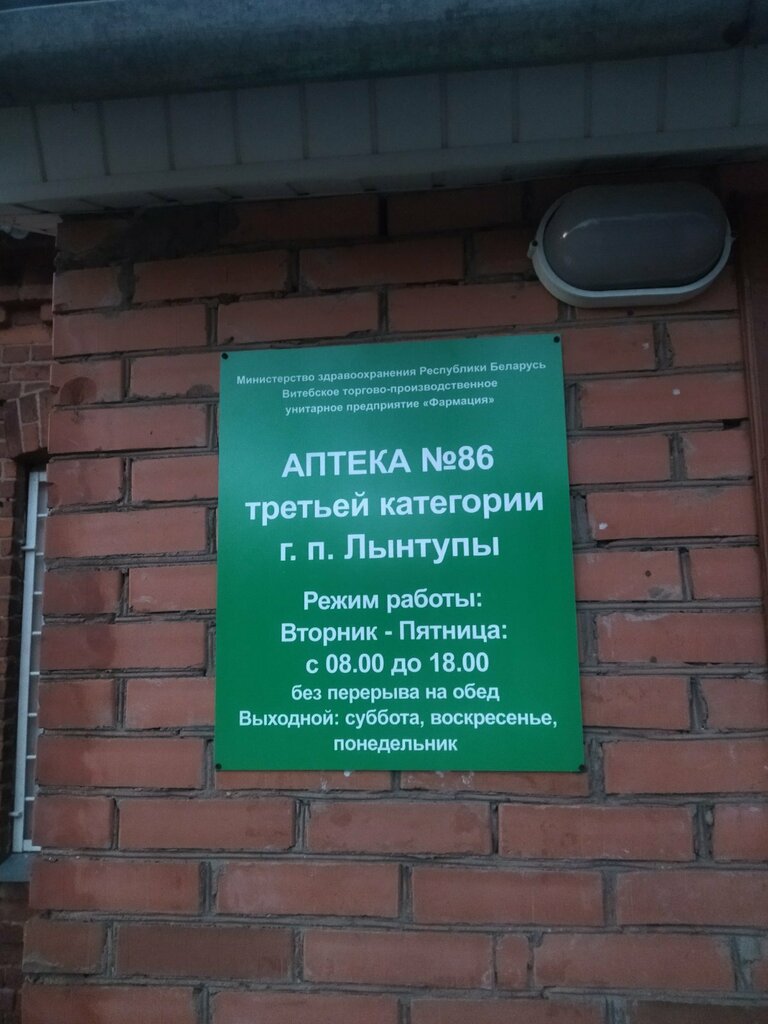 Министерство здравоохранения Республики Беларусь
Витебское торгово-производственное
унитарное предприятие «Фармация»
АПТЕКА №86
третьей категории
г. п. Лынтупы
Режим работы:
Вторник - Пятница:
с 08.00 до 18.00
без перерыва на обед
Выходной: суббота, воскресенье,
понедельник